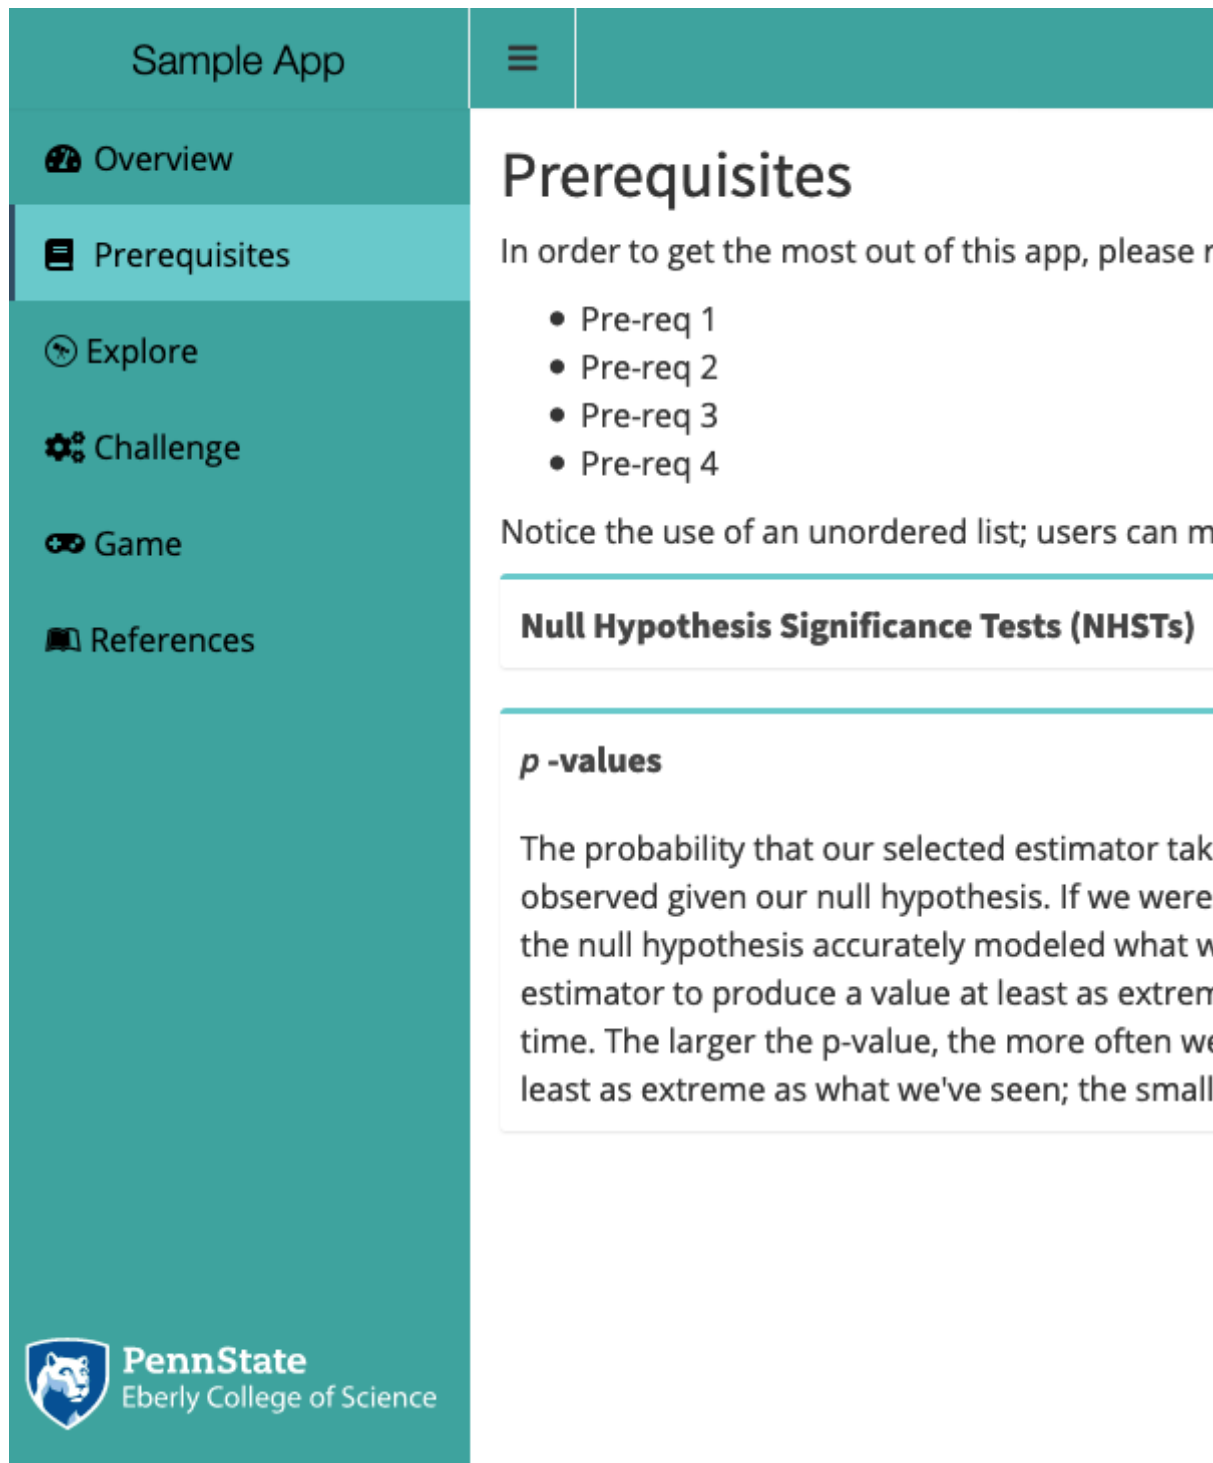 Sample App
Overview
Prerequisites
Explore
Challenge
Game
References
PennState
Eberly College of Science
Prerequisites
In order to get the most out of this app, please
Pre-req 1
Pre-req 2
Pre-req 3
Pre-req 4
Notice the use of an unordered list; users can
Null Hypothesis Significance Tests (NHSTs)
p -values
The probability that our selected estimator
observed given our null hypothesis. If we were
the null hypothesis accurately modeled what
estimator to produce a value at least as
time. The larger the p-value, the more often
least as extreme as what we've seen; the